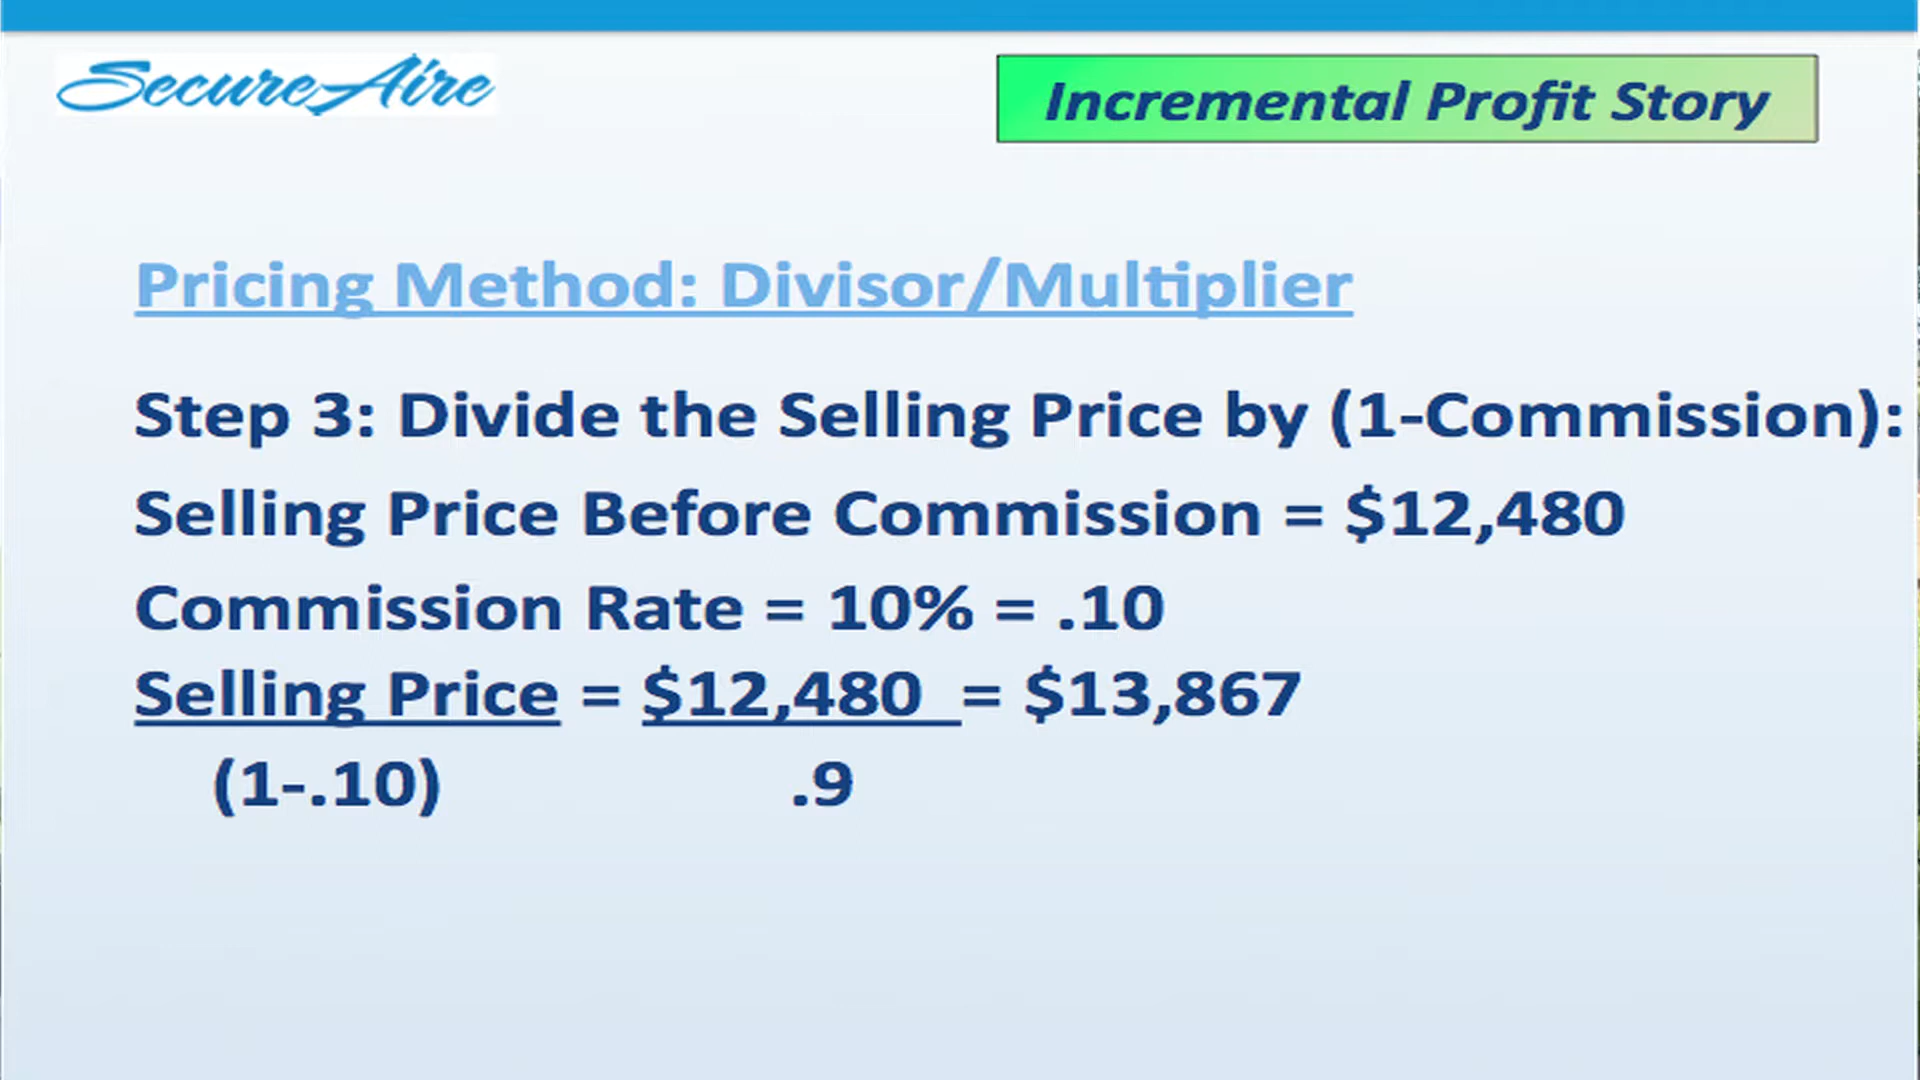 SecureAire
Incremental Profit Story
Pricing Method: Divisor/Multiplier
Step 3: Divide the Selling Price by (1-Commission):
Selling Price Before Commission = $12,480
Commission Rate = 10% = .10
Selling Price = $12,480 = $13,867
(1-.10) .9